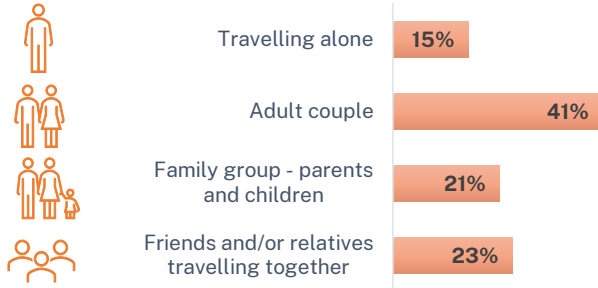 Travelling alone
15%
Adult couple
41%
Family group - parents
and children
21%
Friends and/or relatives
travelling together
23%